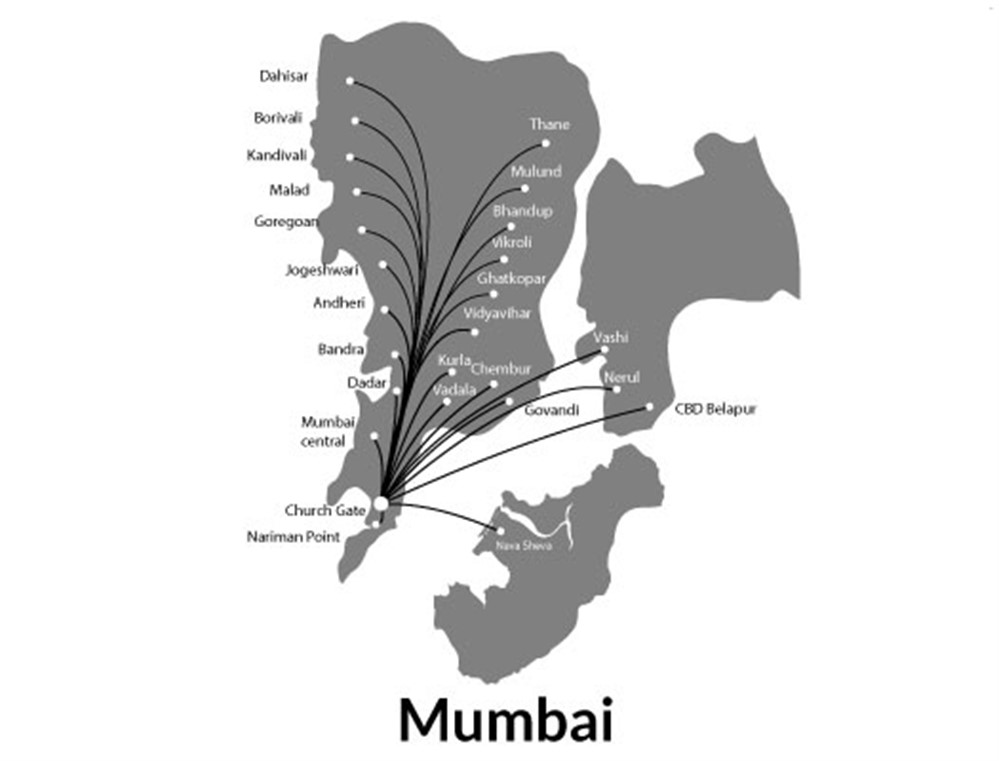 Dahisar
Borivali
Kandivali
Malad
Goregoan
Jogeshwari
Andheri
Bandra
Dadar
Mumbai
central
Church Gate
Nariman Point
Thane
Mulund
Bhandup
Vikroli
Ghatkopar
Vidyavihar
Kurla
Chembur
Vadala
Govandi
Vashi
Nerul
CBD Belapur
Nava Sheva
Mumbai